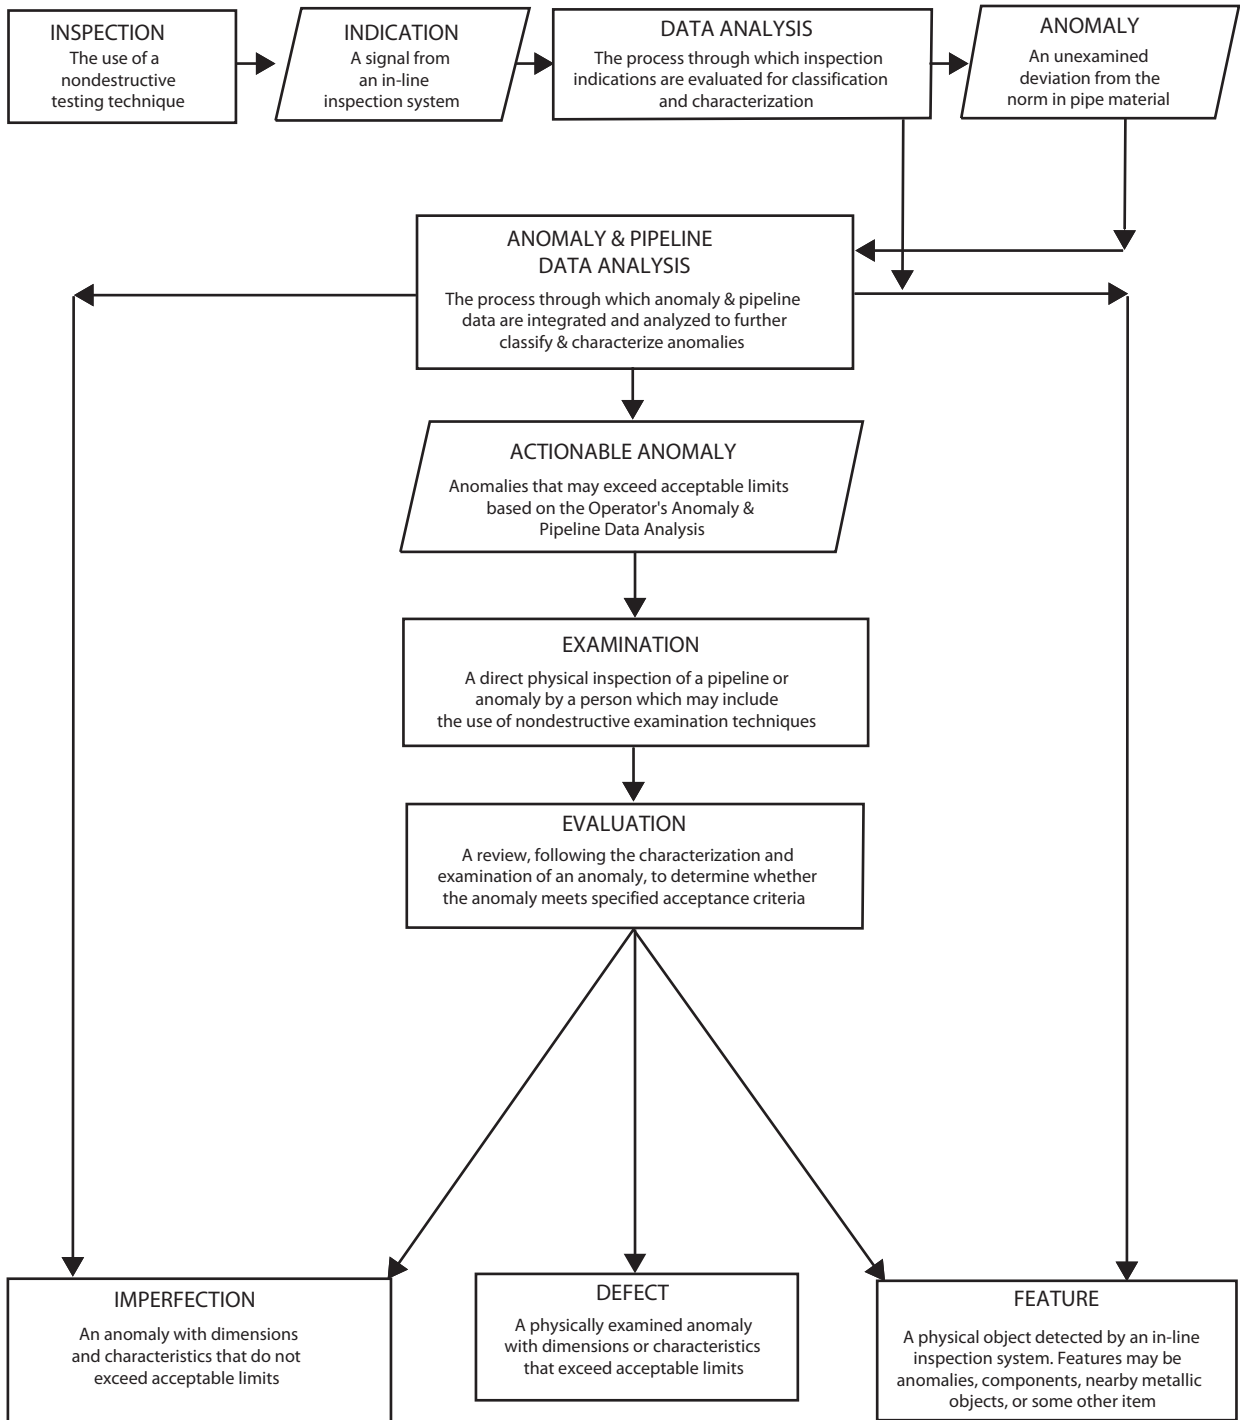 INSPECTION
The use of a
nondestructive
testing technique
INDICATION
A signal from
an in-line
inspection system
DATA ANALYSIS
The process through which inspection
indications are evaluated for classification
and characterization
ANOMALY
An unexamined
deviation from the
norm in pipe material
ANOMALY & PIPELINE
DATA ANALYSIS
The process through which anomaly & pipeline
data are integrated and analyzed to further
classify & characterize anomalies
ACTIONABLE ANOMALY
Anomalies that may exceed acceptable limits
based on the Operator's Anomaly &
Pipeline Data Analysis
EXAMINATION
A direct physical inspection of a pipeline or
anomaly by a person which may include
the use of nondestructive examination techniques
EVALUATION
A review, following the characterization and
examination of an anomaly, to determine whether
the anomaly meets specified acceptance criteria
IMPERFECTION
An anomaly with dimensions
and characteristics that do not
exceed acceptable limits
DEFECT
A physically examined anomaly
with dimensions or characteristics
that exceed acceptable limits
FEATURE
A physical object detected by an in-line
inspection system. Features may be
anomalies, components, nearby metallic
objects, or some other item